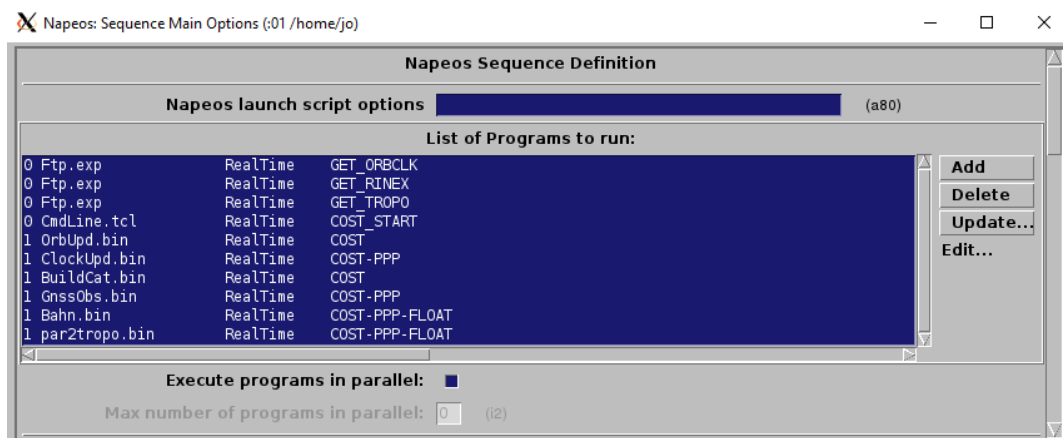 Napeos: Sequence Main Options (:01 /home/jo)
Napeos Sequence Definition
Napeos launch script options (a80)
List of Programs to run:
0 Ftp.exp RealTime GET_ORBCLK
0 Ftp.exp RealTime GET_RINEX
0 Ftp.exp RealTime GET_TROPO
0 CmdLine.tcl RealTime COST_START
1 OrbUpd.bin RealTime COST
1 ClockUpd.bin RealTime COST-PPP
1 BuildCat.bin RealTime COST
1 GnssObs.bin RealTime COST-PPP
1 Bahn.bin RealTime COST-PPP-FLOAT
1 par2tropo.bin RealTime COST-PPP-FLOAT
Add
Delete
Update...
Edit...
Execute programs in parallel:
Max number of programs in parallel: 0 (i2)